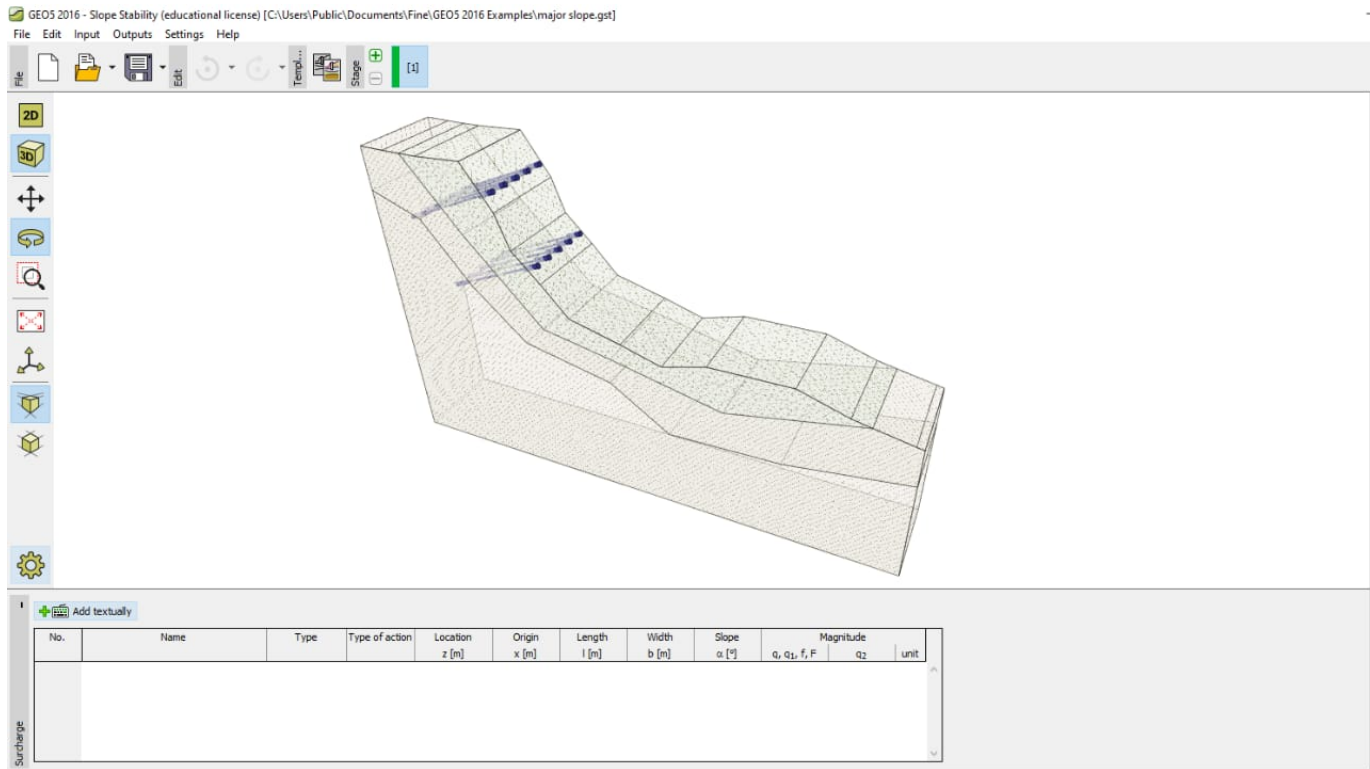 GEO5 2016 - Slope Stability (educational license) [C:\Users\Public\Documents\Fine\GEO5 2016 Examples\major slope.gst]
File Edit Input Outputs Settings Help
File
Edit
Templ...
Stage
[1]
2D
3D
Add textually
No. Name Type Type of action Location Origin Length Width Slope Magnitude
z [m] x [m] l [m] b [m] α [°] q, q₁, f, F q₂ unit
Surcharge